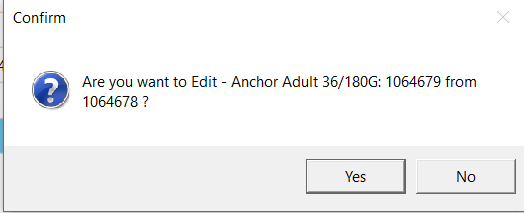 Confirm
Are you want to Edit - Anchor Adult 36/180G: 1064679 from
1064678 ?
Yes
No